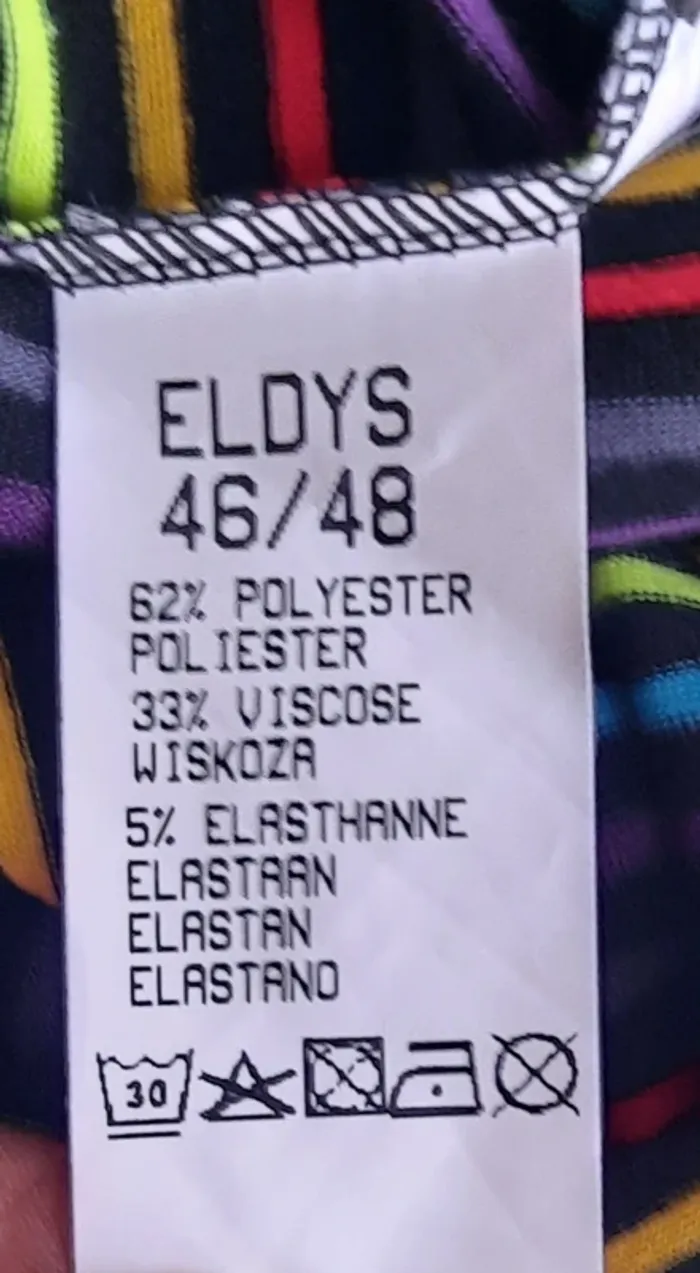 ELDYS
46/48
62% POLYESTER
POLIESTER
33% VISCOSE
WISKOZA
5% ELASTHANNE
ELASTAAN
ELASTAN
ELASTANO
30